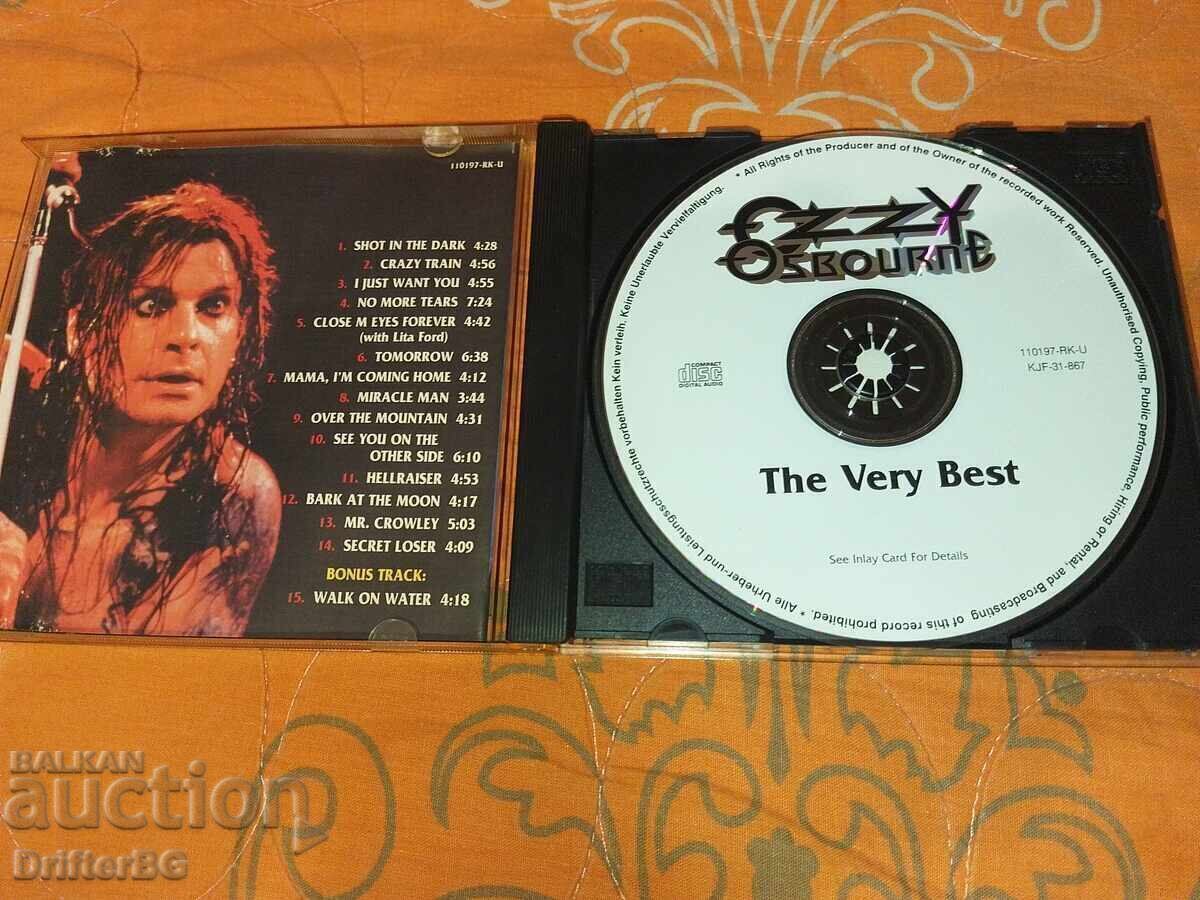 110197-RK-U
1. SHOT IN THE DARK 4:28
2. CRAZY TRAIN 4:56
3. I JUST WANT YOU 4:55
4. NO MORE TEARS 7:24
5. CLOSE M EYES FOREVER 4:42
(with Lita Ford)
6. TOMORROW 6:38
7. MAMA, I'M COMING HOME 4:12
8. MIRACLE MAN 3:44
9. OVER THE MOUNTAIN 4:31
10. SEE YOU ON THE
OTHER SIDE 6:10
11. HELLRAISER 4:53
12. BARK AT THE MOON 4:17
13. MR. CROWLEY 5:03
14. SECRET LOSER 4:09
BONUS TRACK:
15. WALK ON WATER 4:18
* All Rights of the Producer and of the Owner of the recorded work Reserved. Unauthorised Copying, Public performance, Hiring or Rental, and Broadcasting of this record prohibited. * Alle Urheber-und Leistungsschutzrechte vorbehalten Kein verleih. Keine Unerlaubte Vervielfaltigung.
OZZY
OSBOURNE
COMPACT
disc
DIGITAL AUDIO
110197-RK-U
KJF-31-867
The Very Best
See Inlay Card For Details
BALKAN
auction
DrifterBG